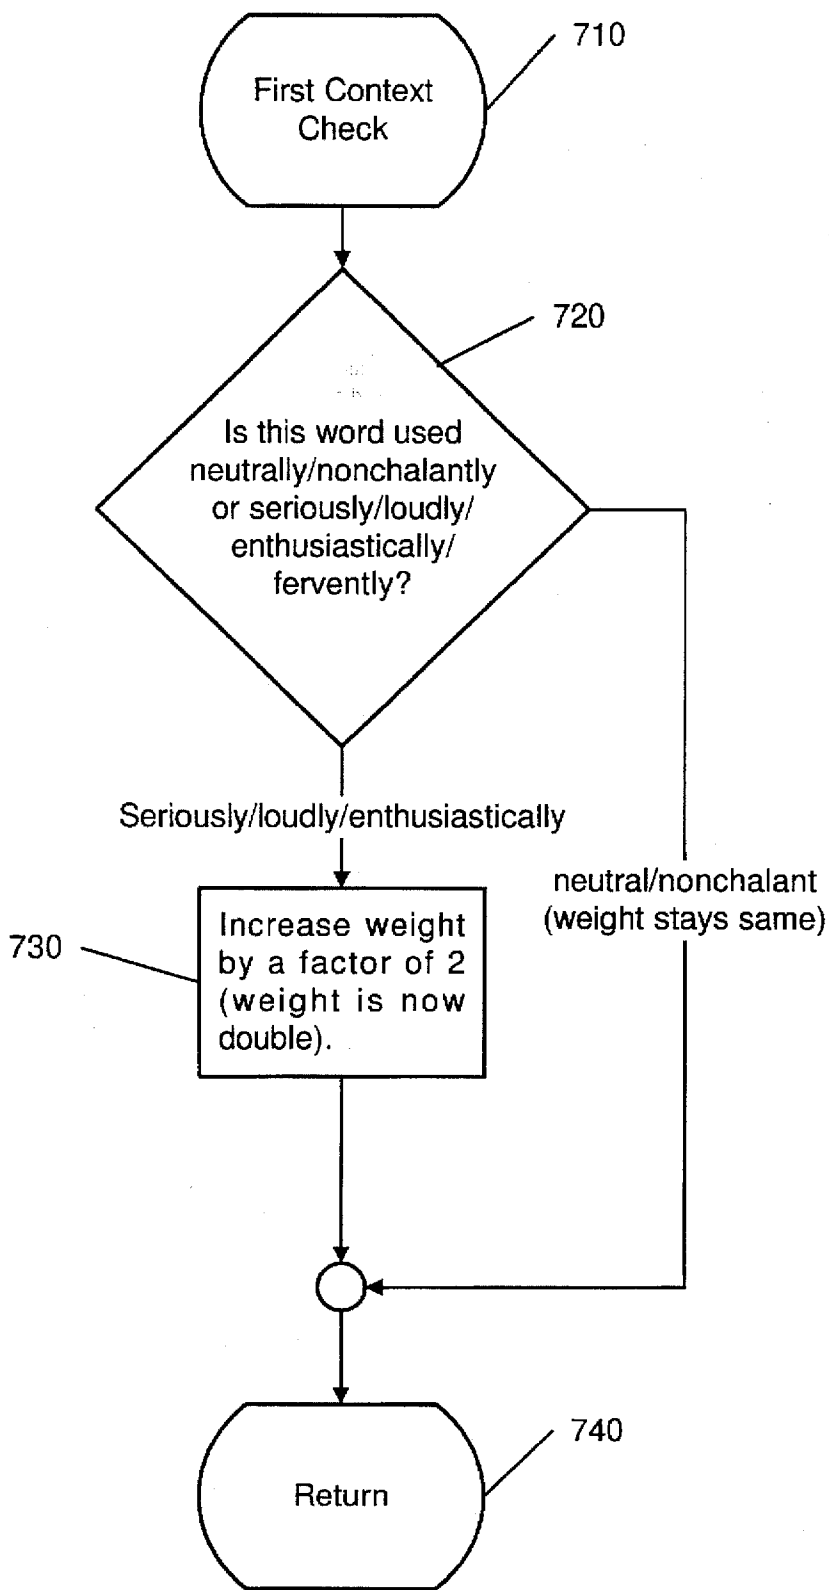 710
First Context
Check
720
Is this word used
neutrally/nonchalantly
or seriously/loudly/
enthusiastically/
fervently?
Seriously/loudly/enthusiastically
neutral/nonchalant
(weight stays same)
730
Increase weight
by a factor of 2
(weight is now
double).
740
Return